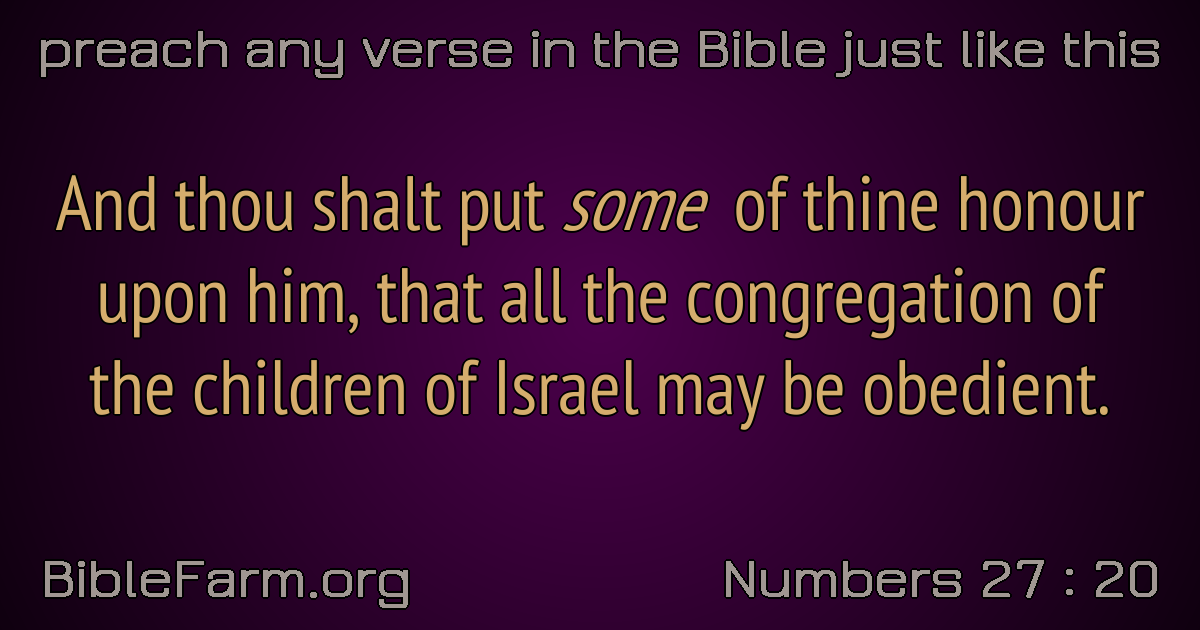 preach any verse in the Bible just like this
And thou shalt put some of thine honour
upon him, that all the congregation of
the children of Israel may be obedient.
BibleFarm.org
Numbers 27 : 20